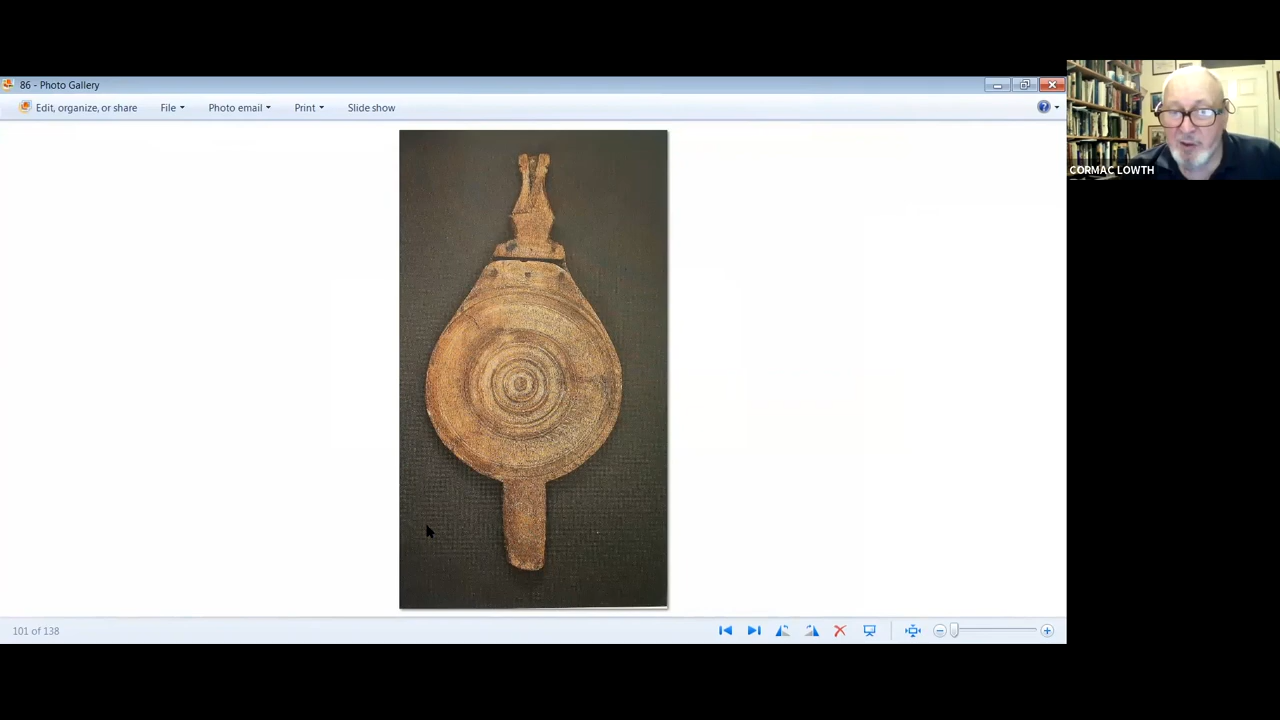 86 - Photo Gallery
Edit, organize, or share File Photo email Print Slide show
CORMAC LOWTH
101 of 138